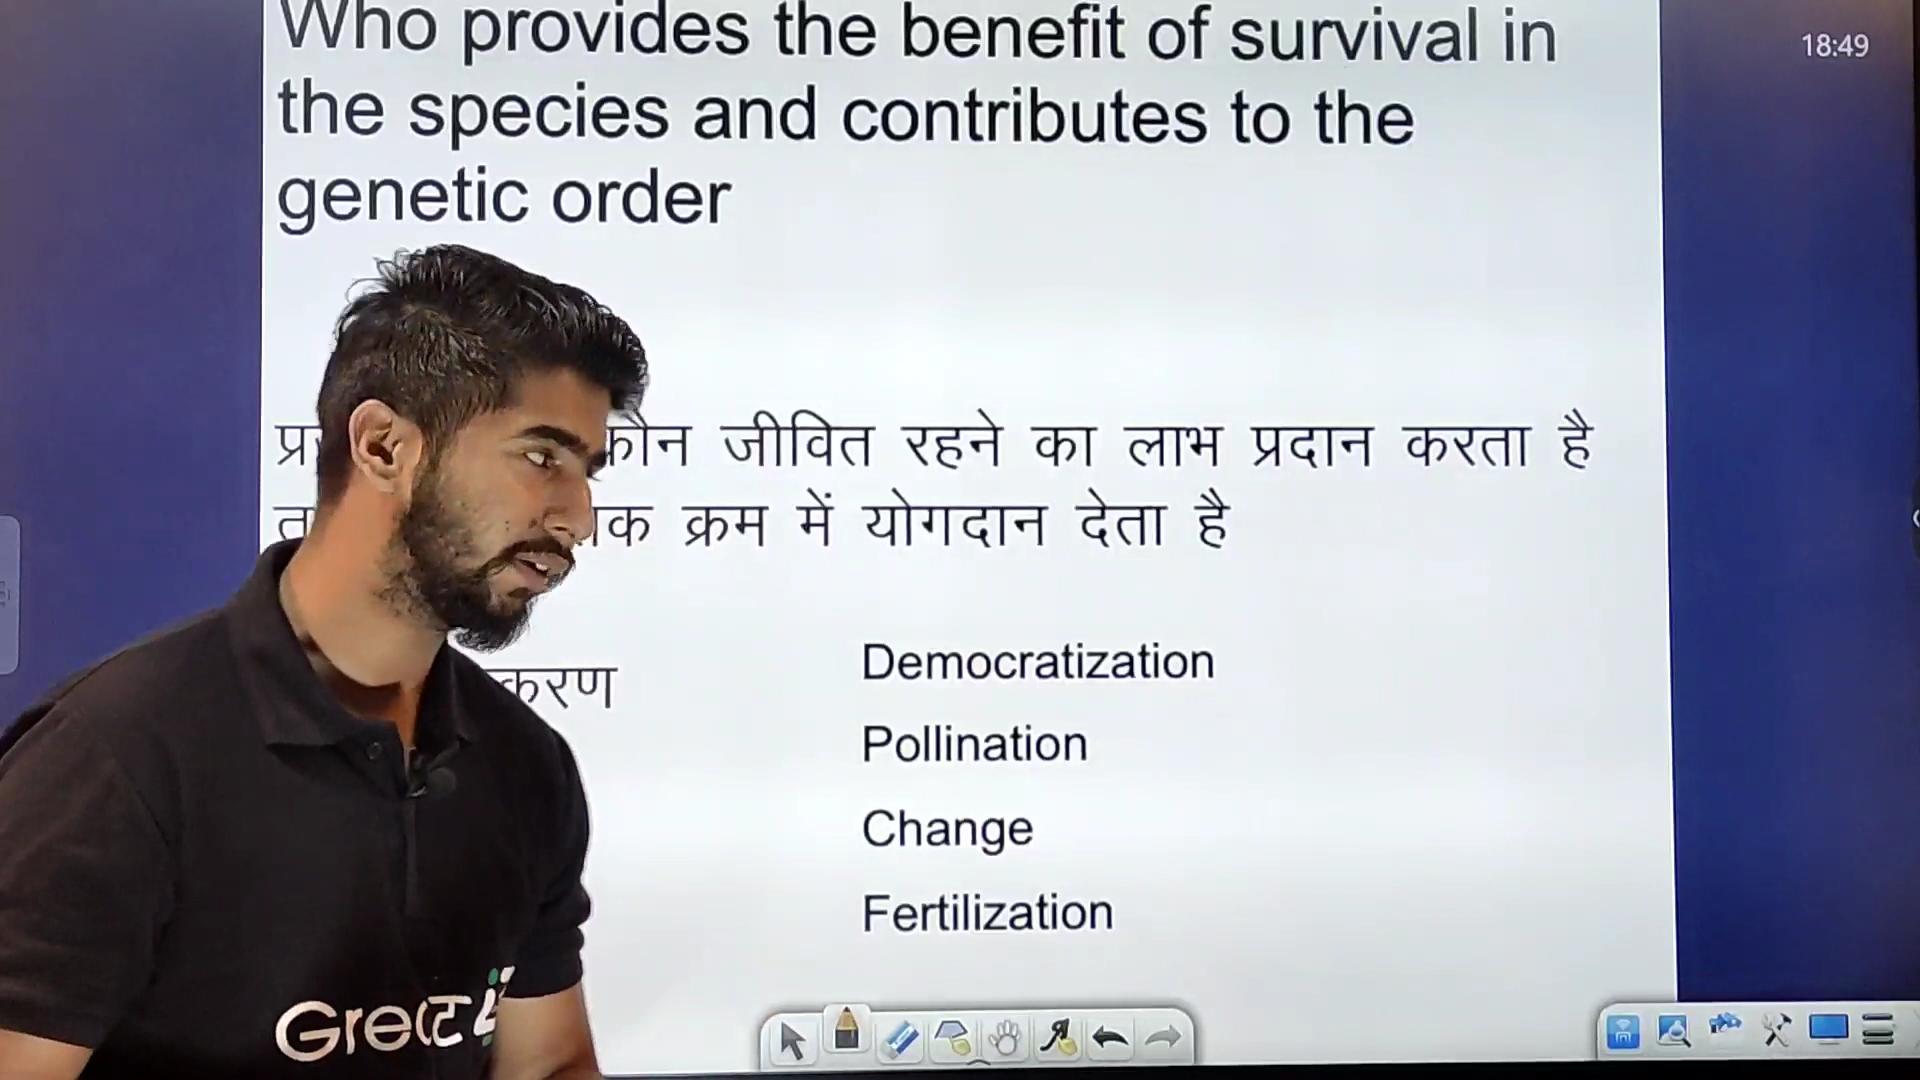 Who provides the benefit of survival in
18:49
the species and contributes to the
genetic order
कौन जीवित रहने का लाभ प्रदान करता है
क्रम में योगदान देता है
Democratization
Pollination
Change
Fertilization